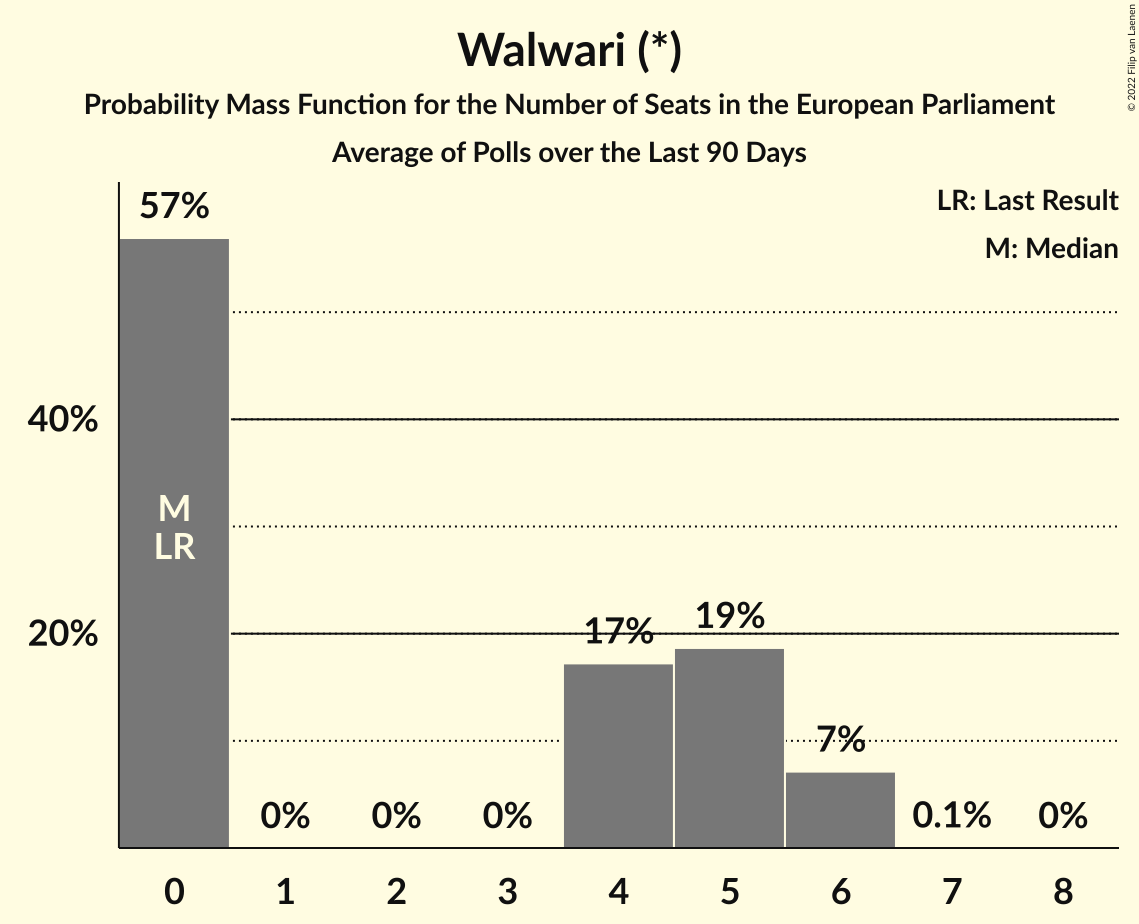 Walwari (*)
Probability Mass Function for the Number of Seats in the European Parliament
Average of Polls over the Last 90 Days
© 2022 Filip van Laenen
LR: Last Result
M: Median
57%
40%
20%
M
LR
0%
0%
0%
17%
19%
7%
0.1%
0%
0 1 2 3 4 5 6 7 8